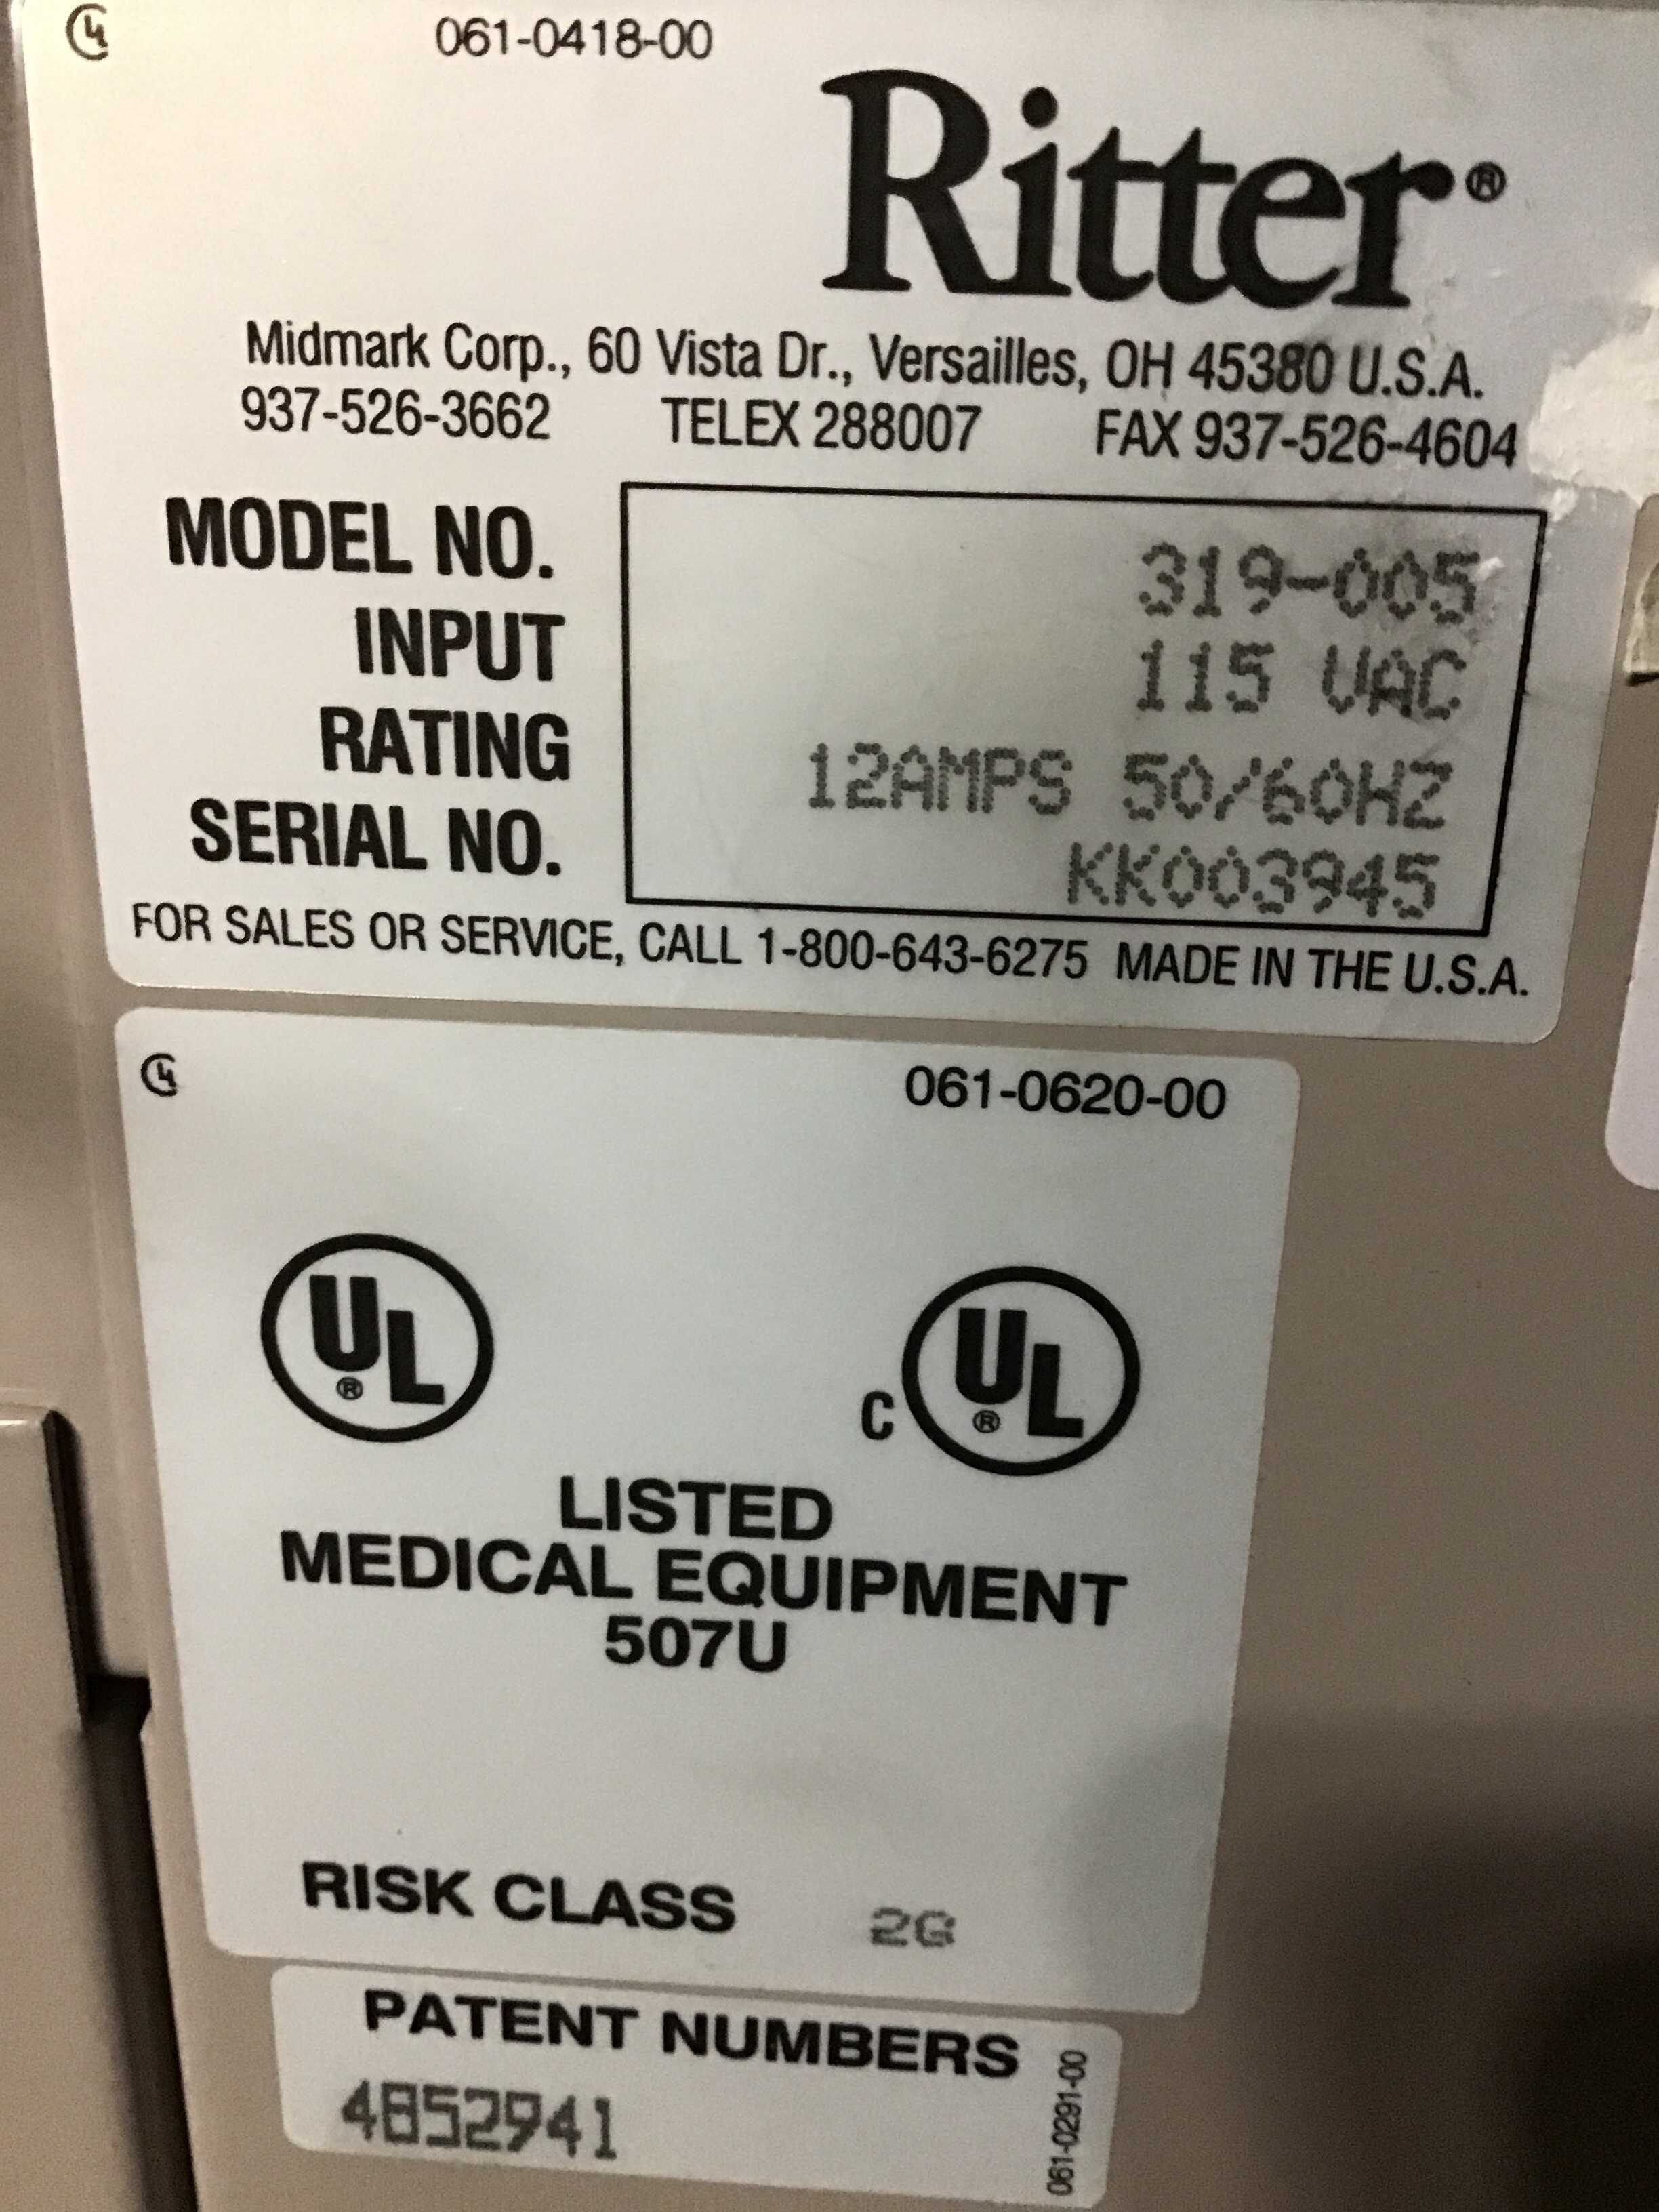 061-0418-00
Ritter®
Midmark Corp., 60 Vista Dr., Versailles, OH 45380 U.S.A.
937-526-3662 TELEX 288007 FAX 937-526-4604
MODEL NO. 319-005
INPUT 115 VAC
RATING 12AMPS 50/60HZ
SERIAL NO. KK003945
FOR SALES OR SERVICE, CALL 1-800-643-6275 MADE IN THE U.S.A.
061-0620-00
UL® C UL®
LISTED
MEDICAL EQUIPMENT
507U
RISK CLASS 2G
PATENT NUMBERS
4852941
061-0291-00